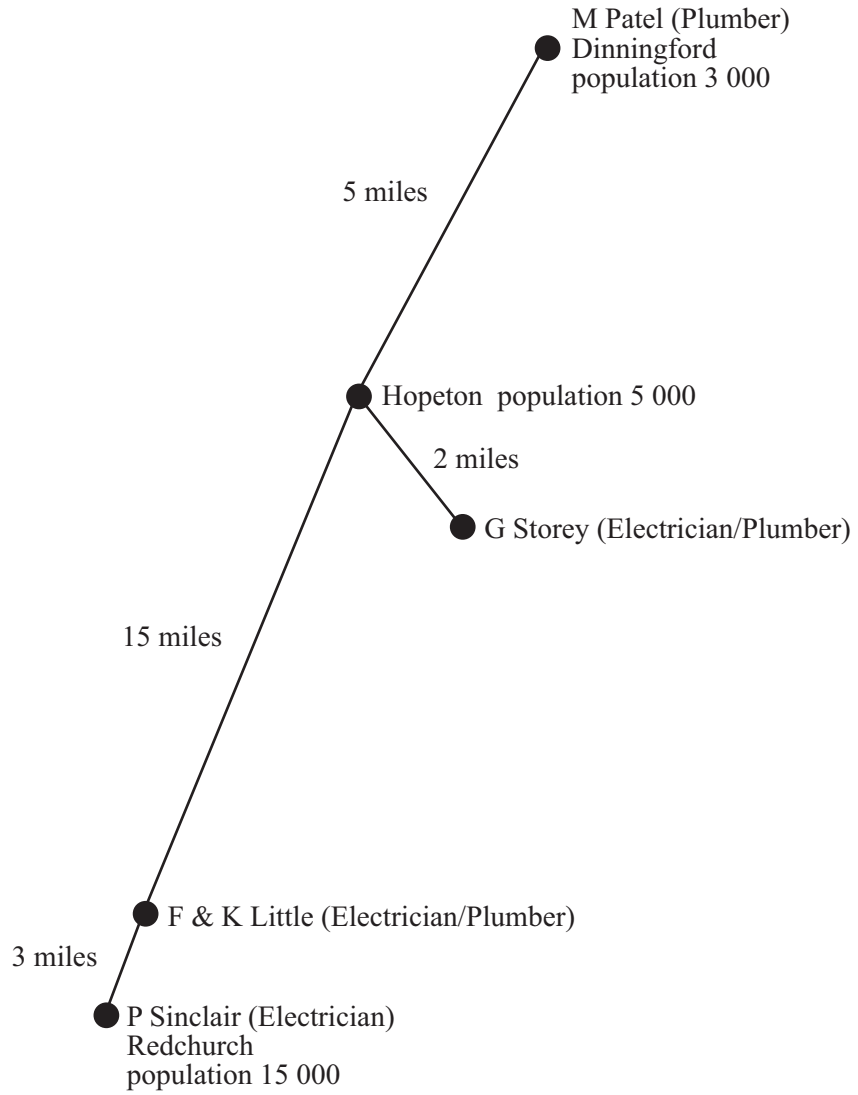 M Patel (Plumber)
Dinningford
population 3 000
5 miles
Hopeton population 5 000
2 miles
G Storey (Electrician/Plumber)
15 miles
F & K Little (Electrician/Plumber)
3 miles
P Sinclair (Electrician)
Redchurch
population 15 000